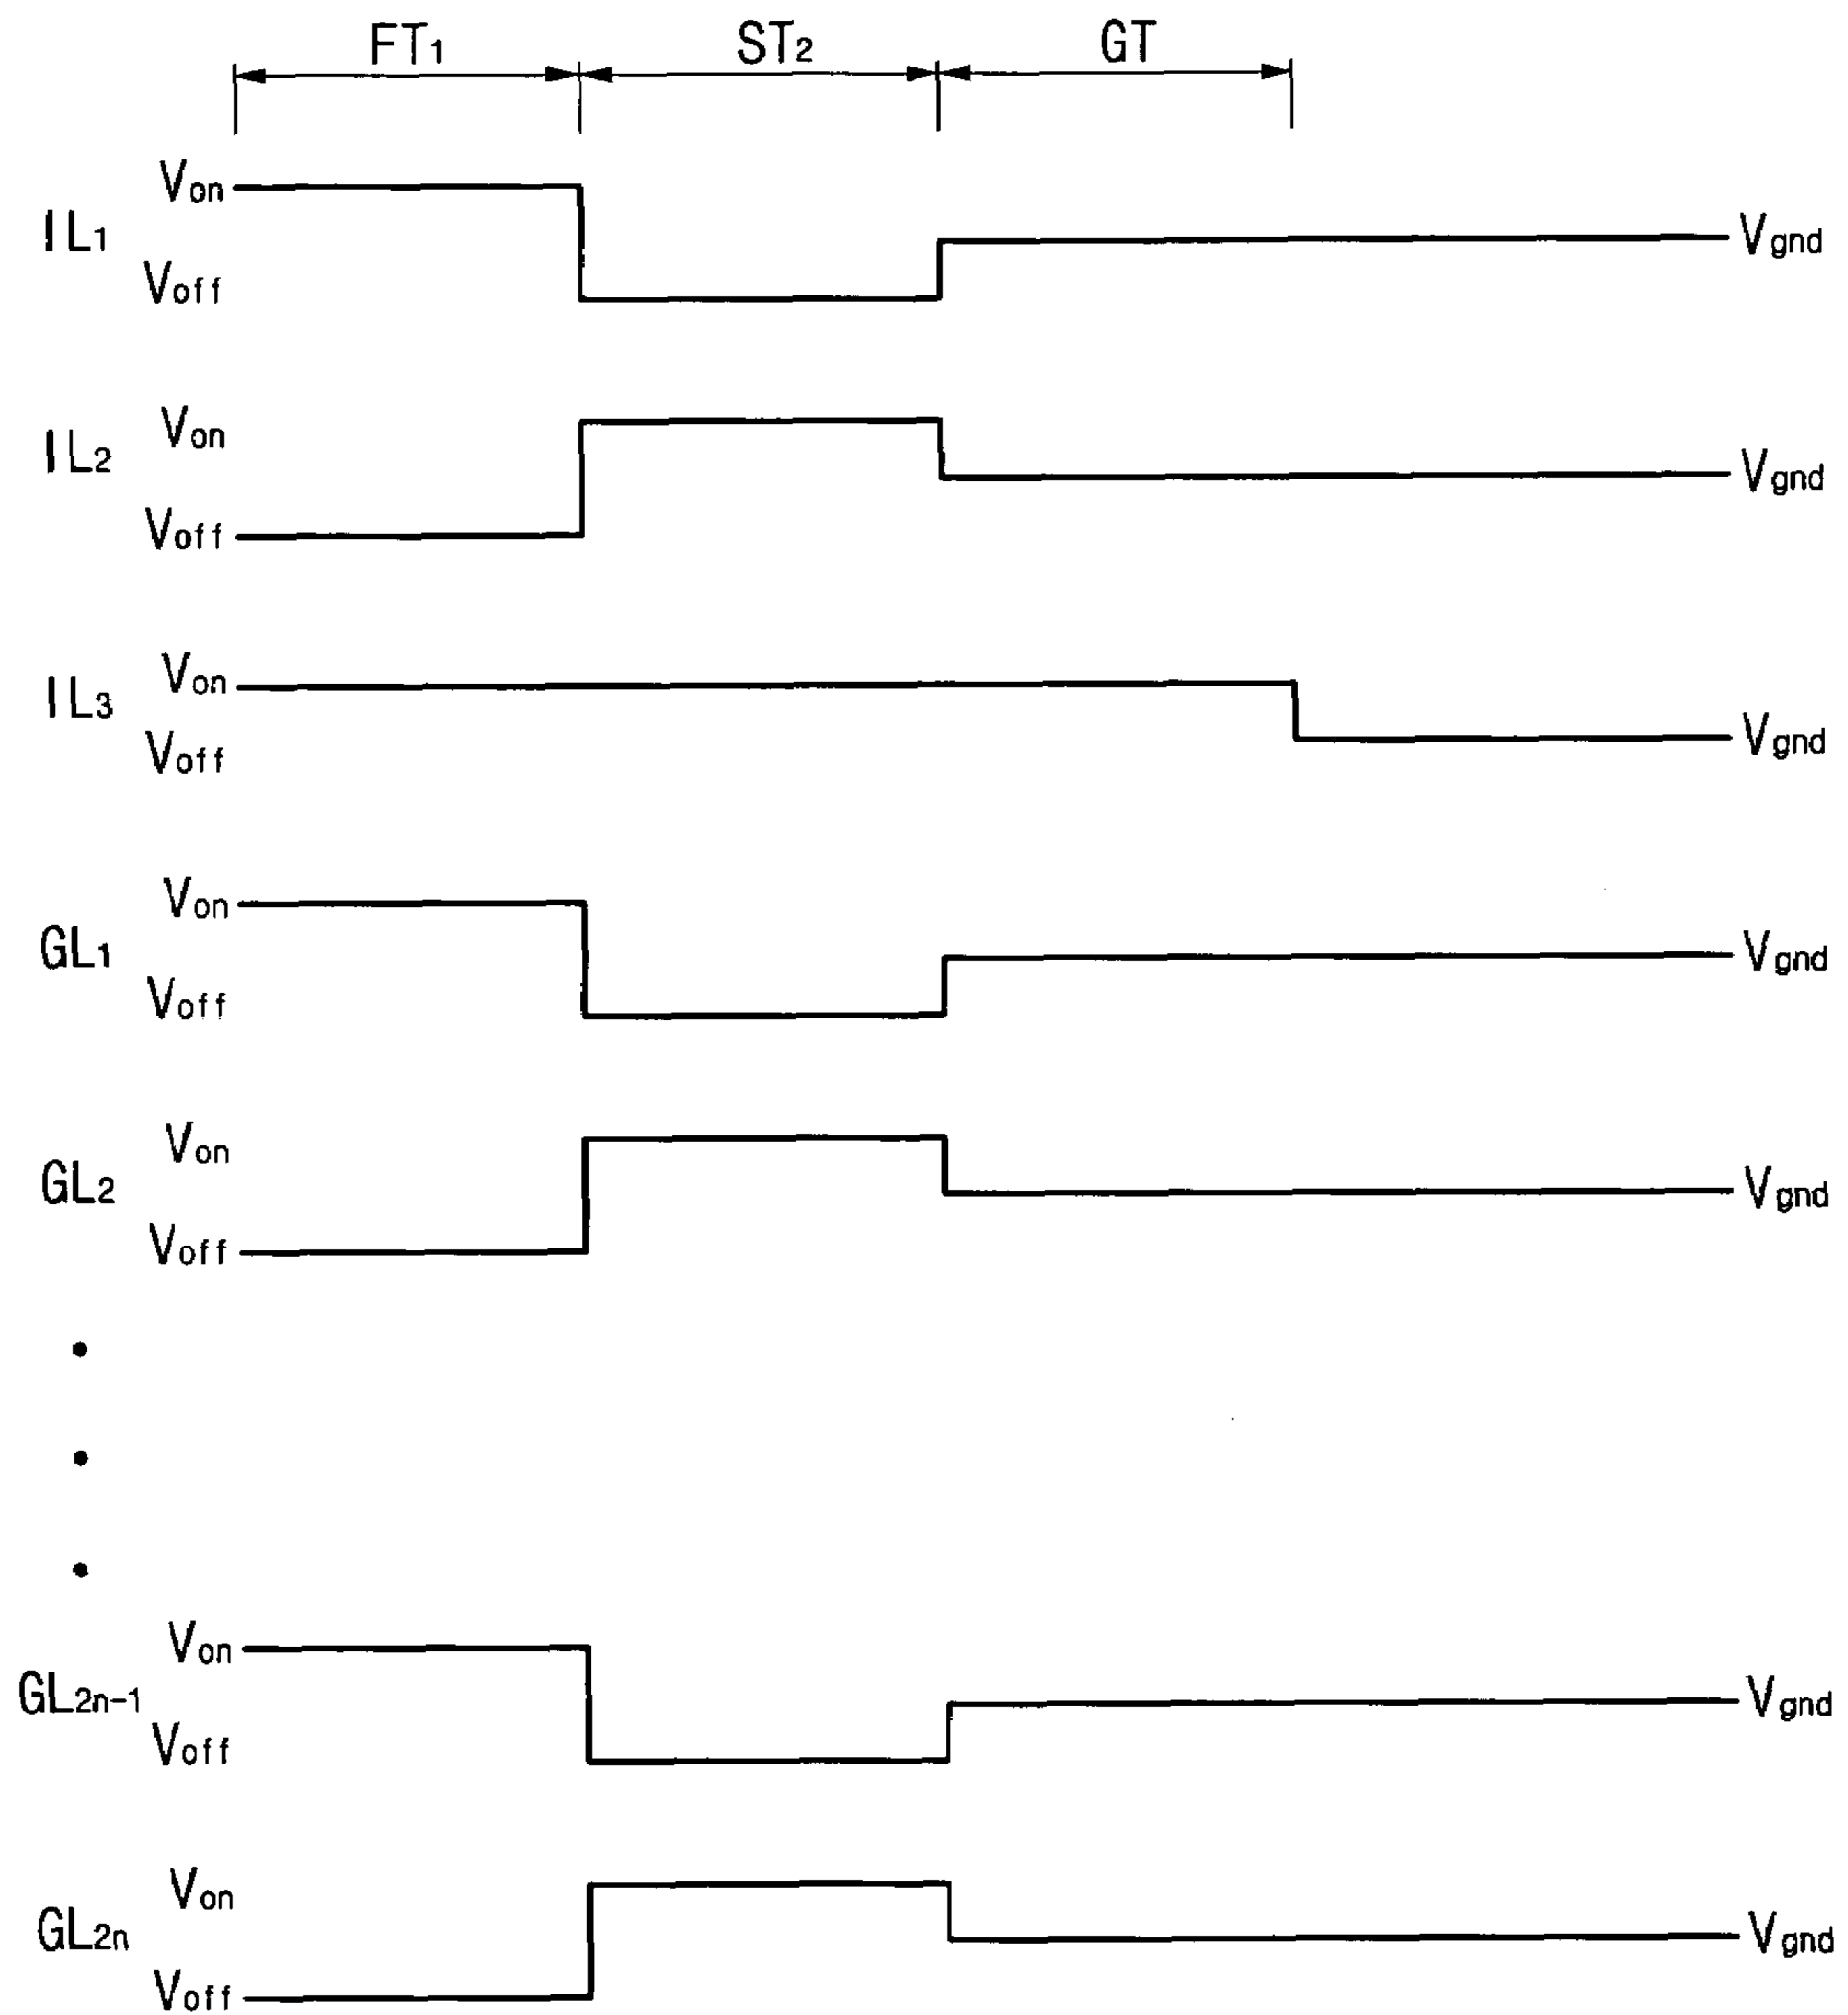 FT1 ST2 GT
Von
IL1 Vgnd
Voff
Von
IL2 Vgnd
Voff
Von
IL3 Vgnd
Voff
Von
GL1 Vgnd
Voff
Von
GL2 Vgnd
Voff
Von
GL2n-1 Vgnd
Voff
Von
GL2n Vgnd
Voff